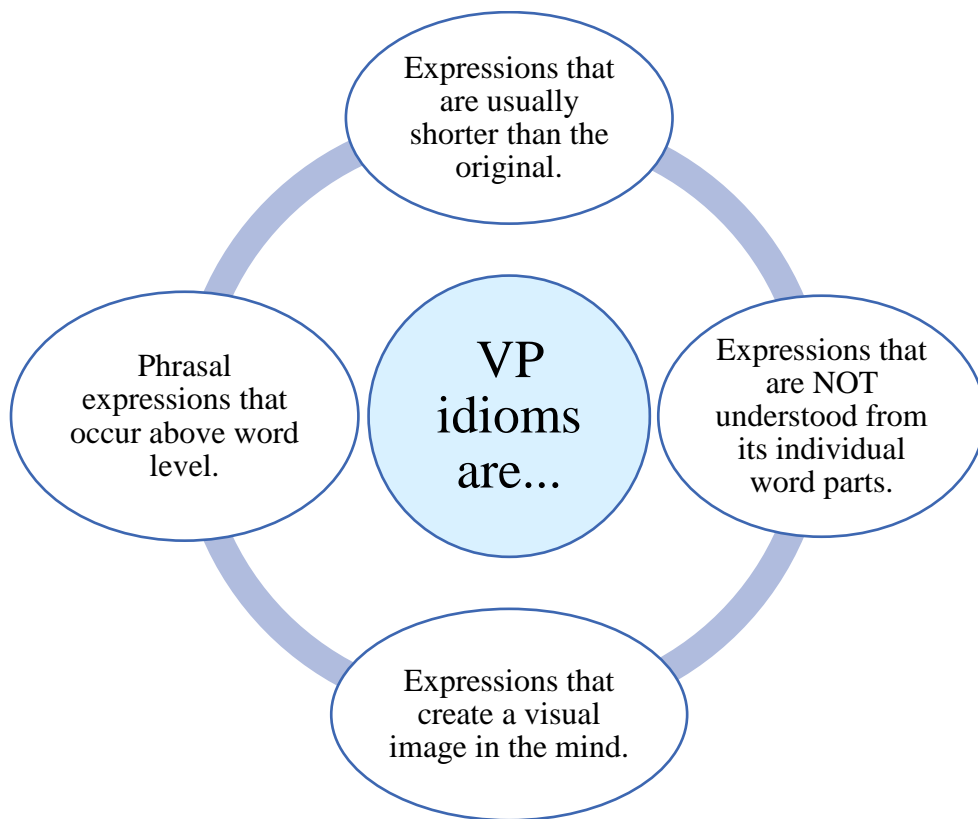 Expressions that
are usually
shorter than the
original.
Phrasal
expressions that
occur above word
level.
VP
idioms
are...
Expressions that
are NOT
understood from
its individual
word parts.
Expressions that
create a visual
image in the mind.